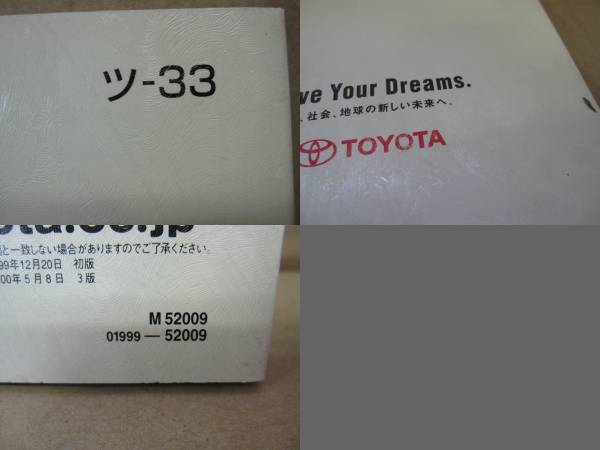 ツ-33
ve Your Dreams.
、社会、地球の新しい未来へ。
TOYOTA
ota.co.jp
と一致しない場合がありますのでご了承ください。
99年12月20日 初版
00年5月8日 3版
M 52009
01999 — 52009